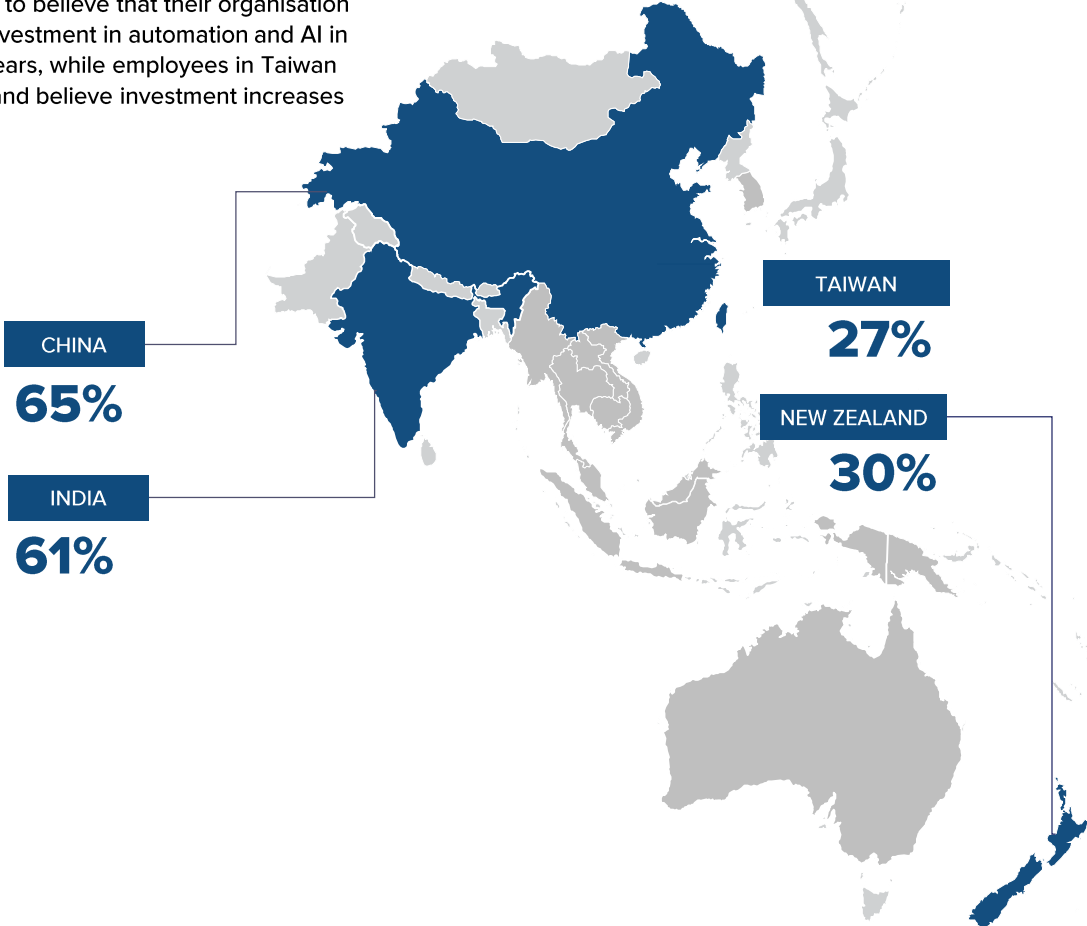 to believe that their organisation
vestment in automation and AI in
ears, while employees in Taiwan
nd believe investment increases
CHINA
65%
INDIA
61%
TAIWAN
27%
NEW ZEALAND
30%